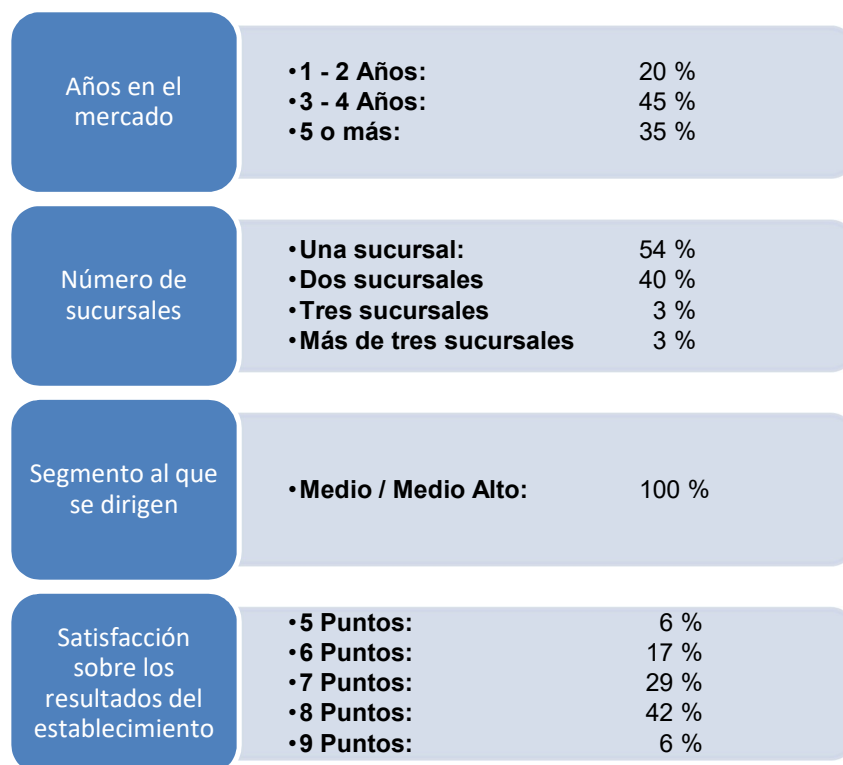 Años en el
mercado
•1 - 2 Años: 20 %
•3 - 4 Años: 45 %
•5 o más: 35 %
Número de
sucursales
•Una sucursal: 54 %
•Dos sucursales 40 %
•Tres sucursales 3 %
•Más de tres sucursales 3 %
Segmento al que
se dirigen
•Medio / Medio Alto: 100 %
Satisfacción
sobre los
resultados del
establecimiento
•5 Puntos: 6 %
•6 Puntos: 17 %
•7 Puntos: 29 %
•8 Puntos: 42 %
•9 Puntos: 6 %